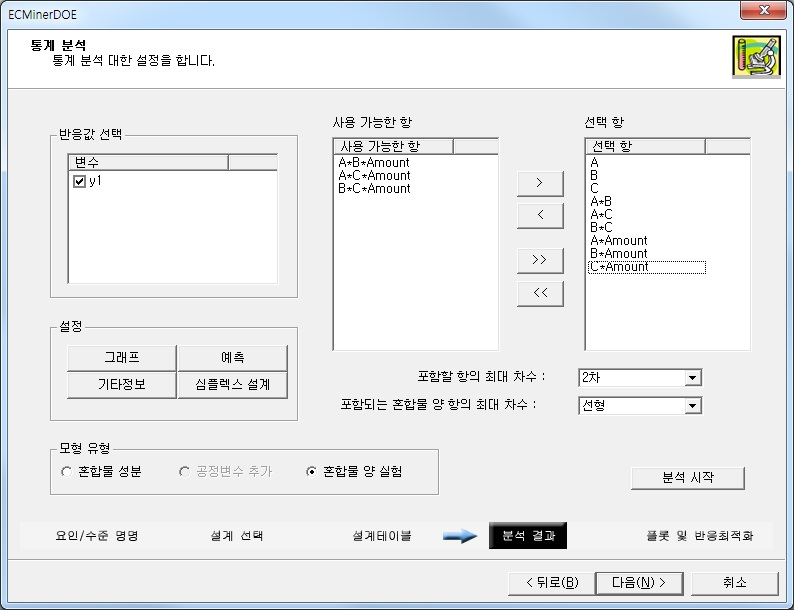 ECMinerDOE
통계 분석
통계 분석 대한 설정을 합니다.
반응값 선택
변수
y1
사용 가능한 항
사용 가능한 항
A*B*Amount
A*C*Amount
B*C*Amount
>
<
>>
<<
선택 항
선택 항
A
B
C
A*B
A*C
B*C
A*Amount
B*Amount
C*Amount
설정
그래프
예측
기타정보
심플렉스 설계
포함할 항의 최대 차수 :
2차
포함되는 혼합물 양 항의 최대 차수 :
선형
모형 유형
혼합물 성분
공정변수 추가
혼합물 양 실험
분석 시작
요인/수준 명명
설계 선택
설계테이블
분석 결과
플롯 및 반응최적화
< 뒤로(B)
다음(N) >
취소